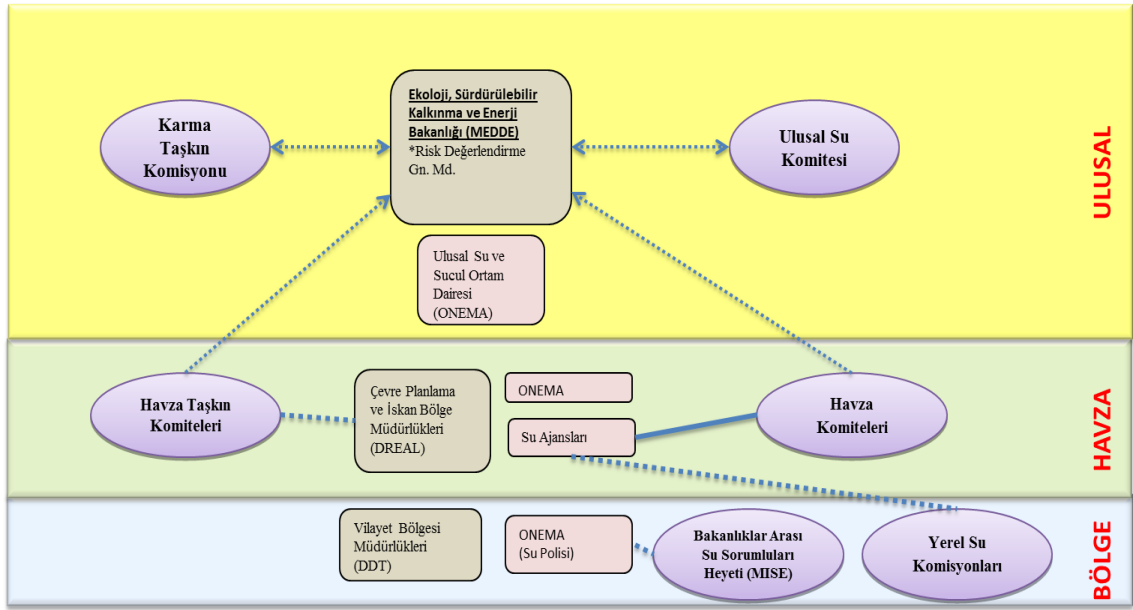 Karma
Taşkın
Komisyonu
Ekoloji, Sürdürülebilir
Kalkınma ve Enerji
Bakanlığı (MEDDE)
*Risk Değerlendirme
Gn. Md.
Ulusal Su
Komitesi
ULUSAL
Ulusal Su ve
Sucul Ortam
Dairesi
(ONEMA)
Havza Taşkın
Komiteleri
Çevre Planlama
ve İskan Bölge
Müdürlükleri
(DREAL)
ONEMA
Su Ajansları
Havza
Komiteleri
HAVZA
Vilayet Bölgesi
Müdürlükleri
(DDT)
ONEMA
(Su Polisi)
Bakanlıklar Arası
Su Sorumluları
Heyeti (MISE)
Yerel Su
Komisyonları
BÖLGE